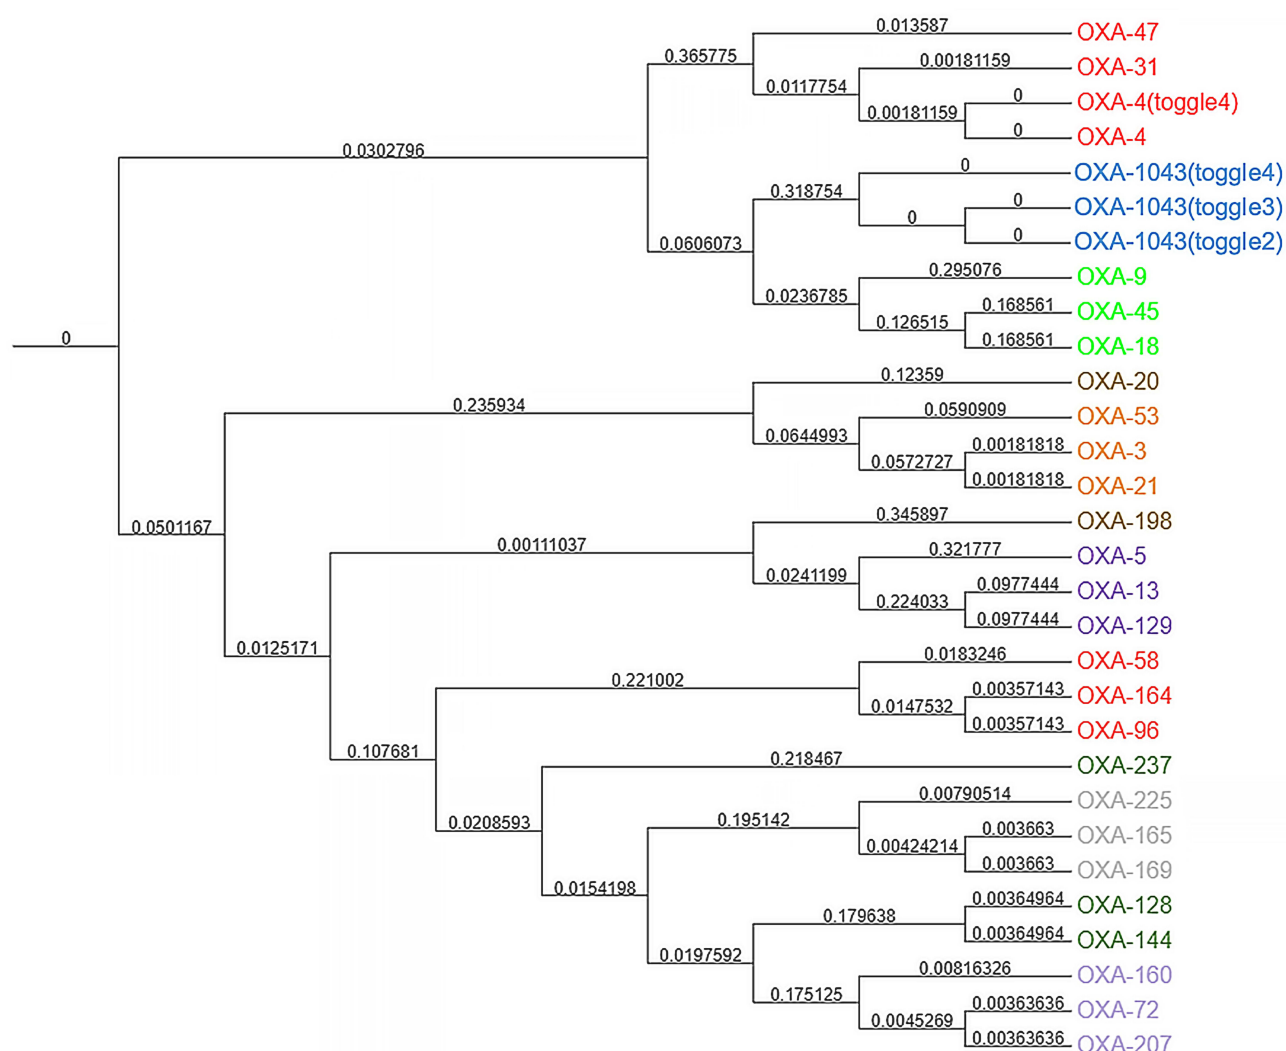 0.013587 OXA-47
0.365775
0.00181159 OXA-31
0.0117754
0 OXA-4(toggle4)
0.00181159
0 OXA-4
0.0302796
0 OXA-1043(toggle4)
0.318754
0 OXA-1043(toggle3)
0
0 OXA-1043(toggle2)
0.0606073
0.295076 OXA-9
0.0236785
0.168561 OXA-45
0.126515
0.168561 OXA-18
0
0.12359 OXA-20
0.235934
0.0590909 OXA-53
0.0644993
0.00181818 OXA-3
0.0572727
0.00181818 OXA-21
0.0501167
0.345897 OXA-198
0.00111037
0.321777 OXA-5
0.0241199
0.0977444 OXA-13
0.224033
0.0977444 OXA-129
0.0125171
0.0183246 OXA-58
0.221002
0.00357143 OXA-164
0.0147532
0.00357143 OXA-96
0.107681
0.218467 OXA-237
0.00790514 OXA-225
0.0208593
0.195142
0.003663 OXA-165
0.00424214
0.003663 OXA-169
0.0154198
0.00364964 OXA-128
0.179638
0.00364964 OXA-144
0.0197592
0.00816326 OXA-160
0.175125
0.00363636 OXA-72
0.0045269
0.00363636 OXA-207